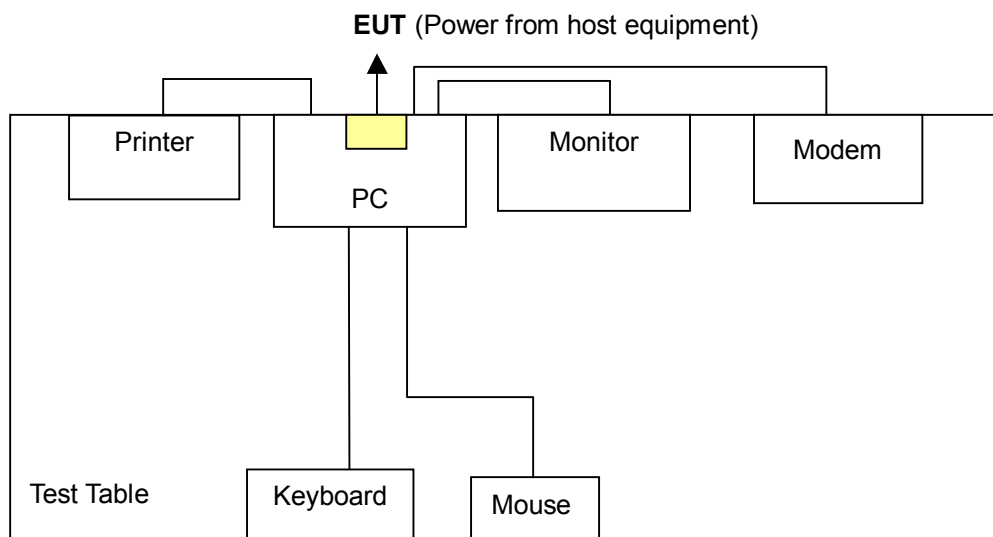 EUT (Power from host equipment)
Printer
Monitor
Modem
PC
Test Table
Keyboard
Mouse